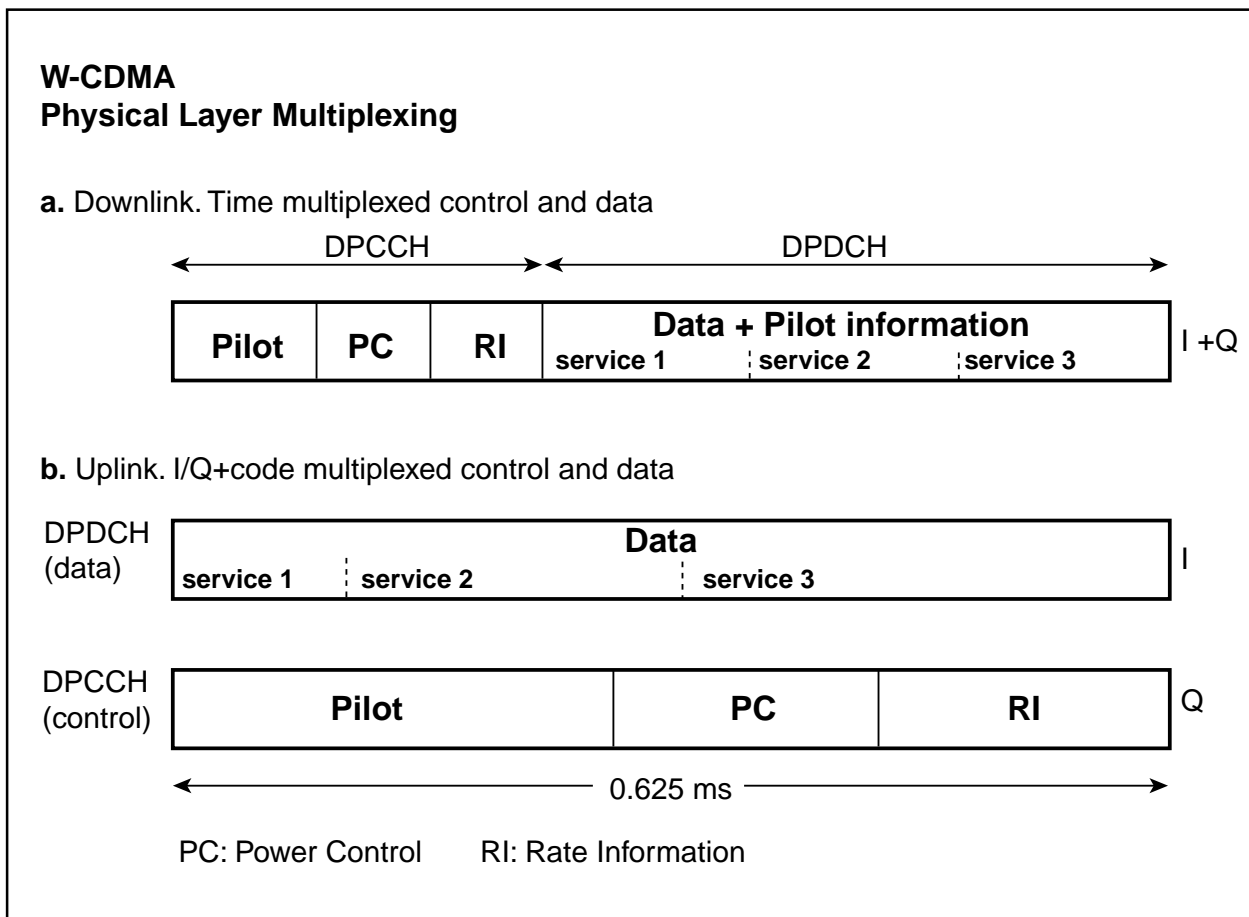 W-CDMA
Physical Layer Multiplexing
a. Downlink. Time multiplexed control and data
DPCCH DPDCH
Pilot PC RI Data + Pilot information I +Q
service 1 service 2 service 3
b. Uplink. I/Q+code multiplexed control and data
DPDCH
(data)
Data
service 1 service 2 service 3
I
DPCCH
(control)
Pilot PC RI
Q
0.625 ms
PC: Power Control RI: Rate Information